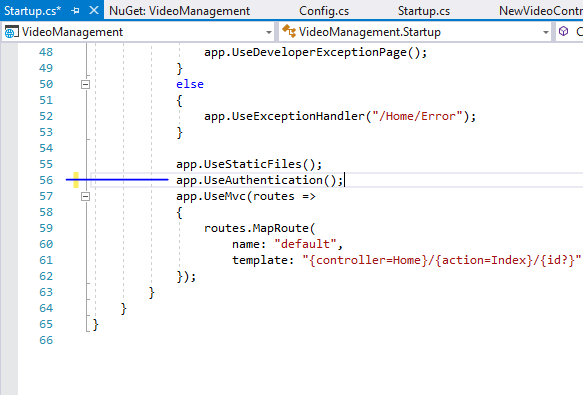 Startup.cs* NuGet: VideoManagement Config.cs Startup.cs NewVideoContr
VideoManagement VideoManagement.Startup
48 app.UseDeveloperExceptionPage();
49 }
50 else
51 {
52 app.UseExceptionHandler("/Home/Error");
53 }
54
55 app.UseStaticFiles();
56 app.UseAuthentication();
57 app.UseMvc(routes =>
58 {
59 routes.MapRoute(
60 name: "default",
61 template: "{controller=Home}/{action=Index}/{id?}"
62 });
63 }
64 }
65 }
66